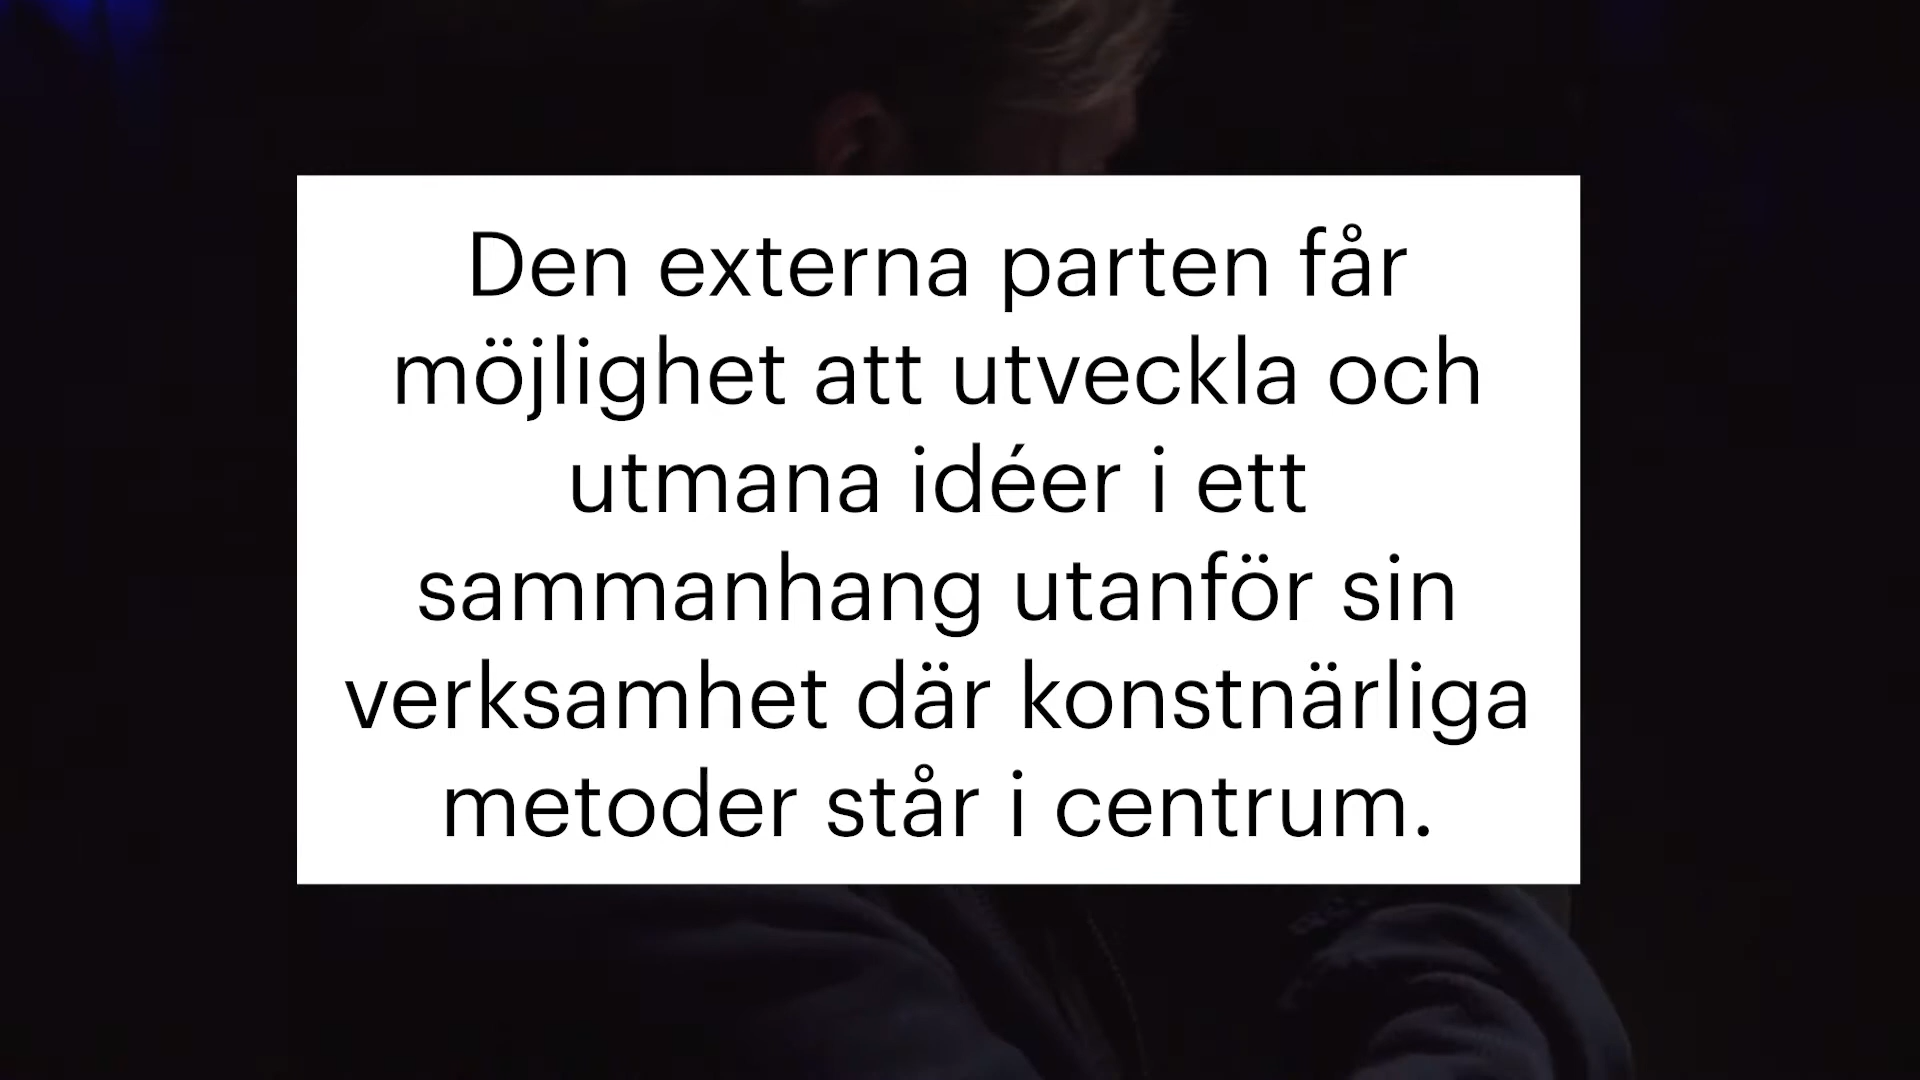 Den externa parten får
möjlighet att utveckla och
utmana idéer i ett
sammanhang utanför sin
verksamhet där konstnärliga
metoder står i centrum.